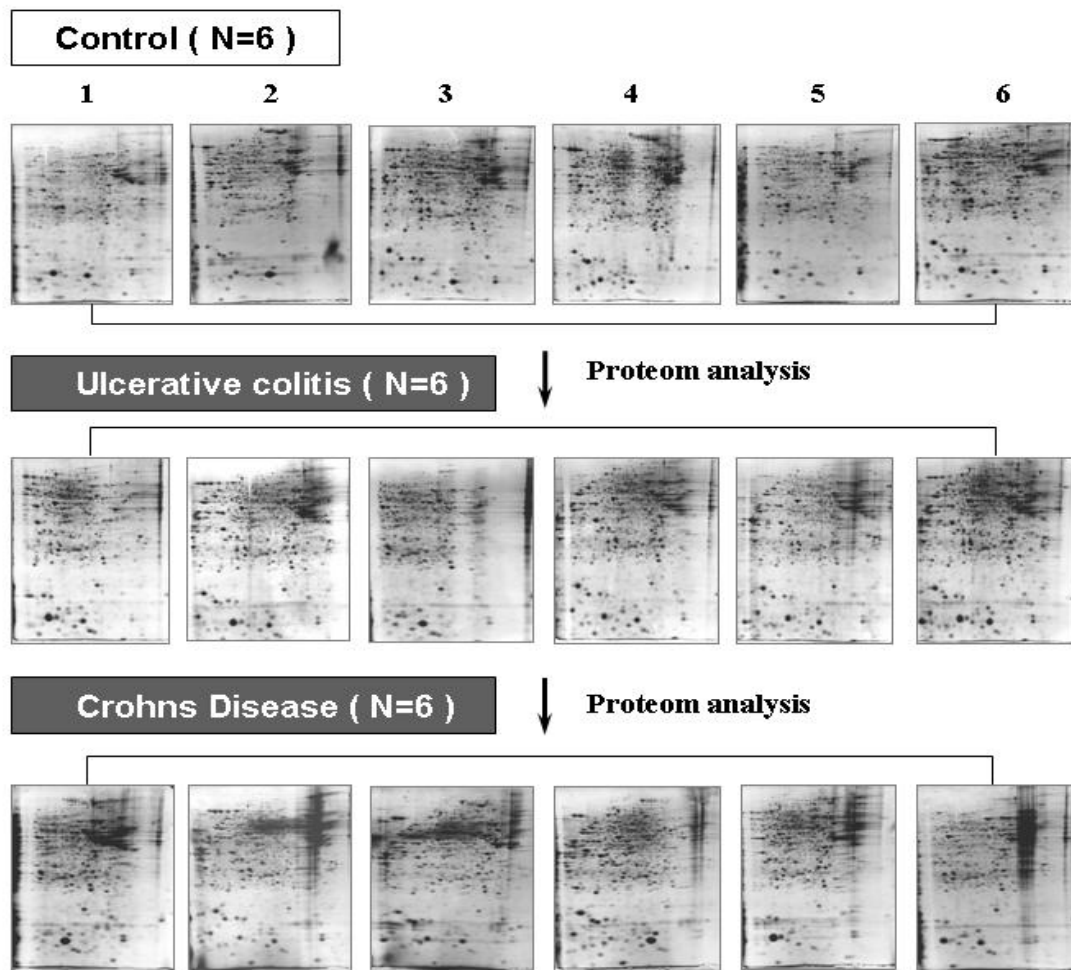 Control ( N=6 )
1 2 3 4 5 6
Ulcerative colitis ( N=6 )
Proteom analysis
Crohns Disease ( N=6 )
Proteom analysis